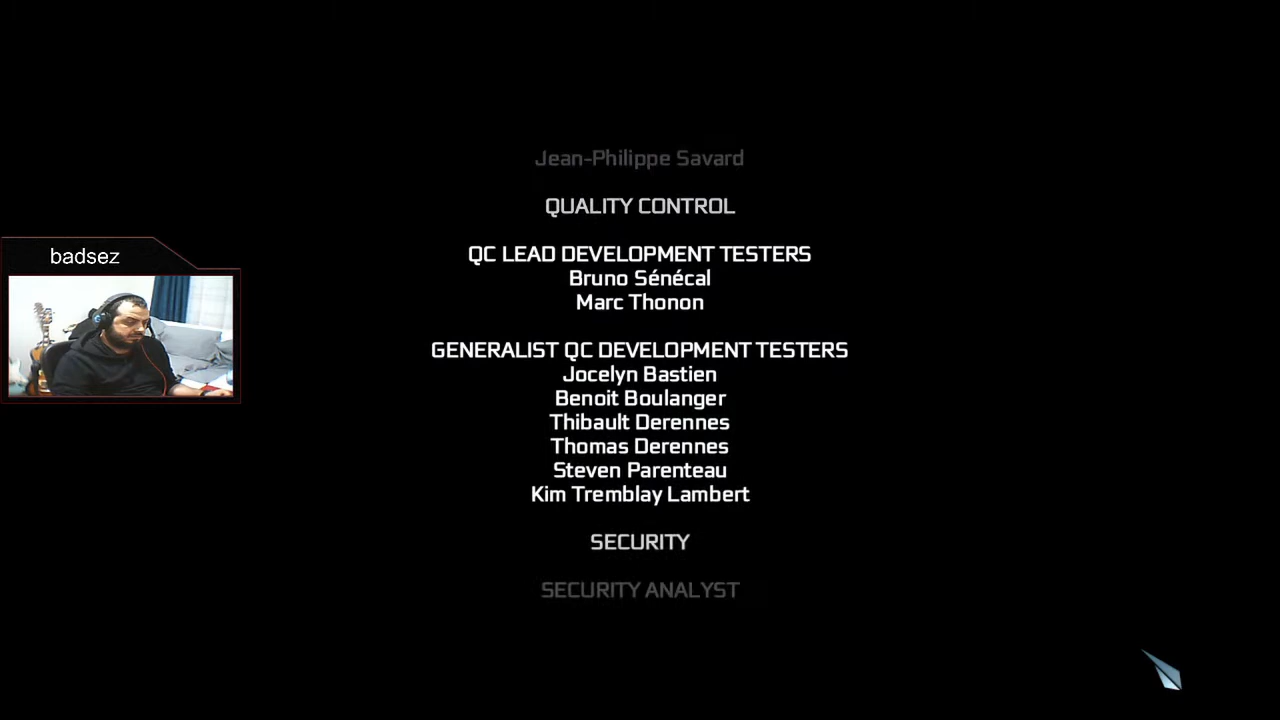 Jean-Philippe Savard
QUALITY CONTROL
QC LEAD DEVELOPMENT TESTERS
Bruno Sénécal
Marc Thonon
GENERALIST QC DEVELOPMENT TESTERS
Jocelyn Bastien
Benoit Boulanger
Thibault Derennes
Thomas Derennes
Steven Parenteau
Kim Tremblay Lambert
SECURITY
SECURITY ANALYST
badsez